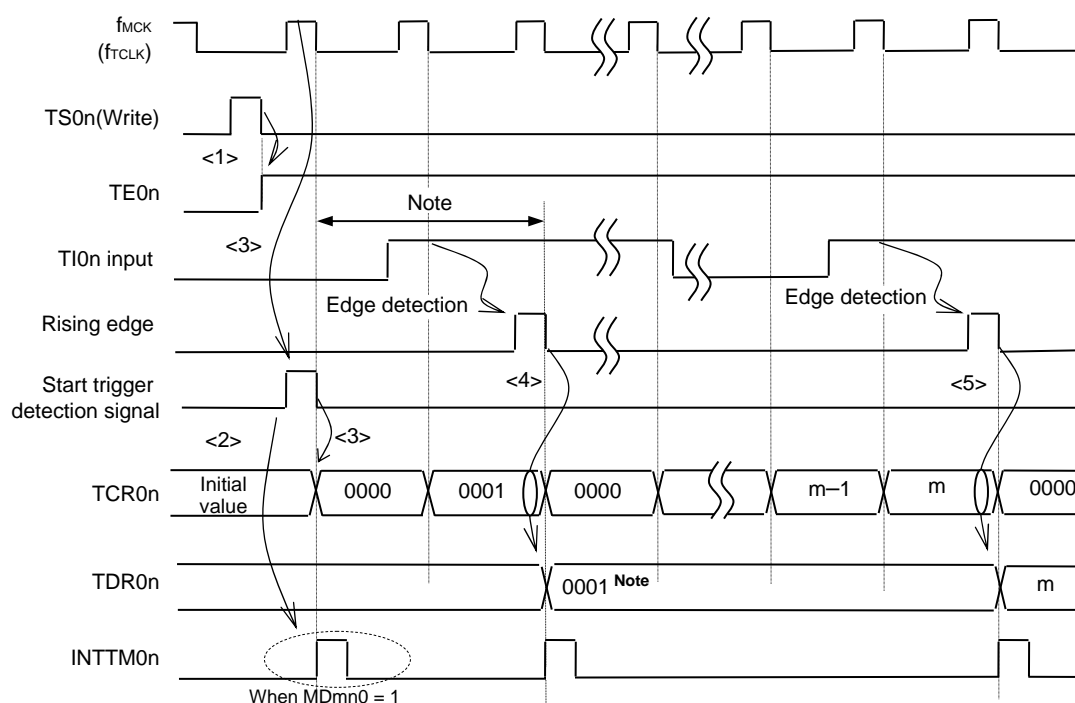 fMCK
(fTCLK)
TS0n(Write)
<1>
TE0n
Note
<3>
TI0n input
Edge detection
Edge detection
Rising edge
<4>
<5>
Start trigger
detection signal
<2>
<3>
TCR0n
Initial
value
0000
0001
0000
m–1
m
0000
TDR0n
0001 Note
m
INTTM0n
When MDmn0 = 1